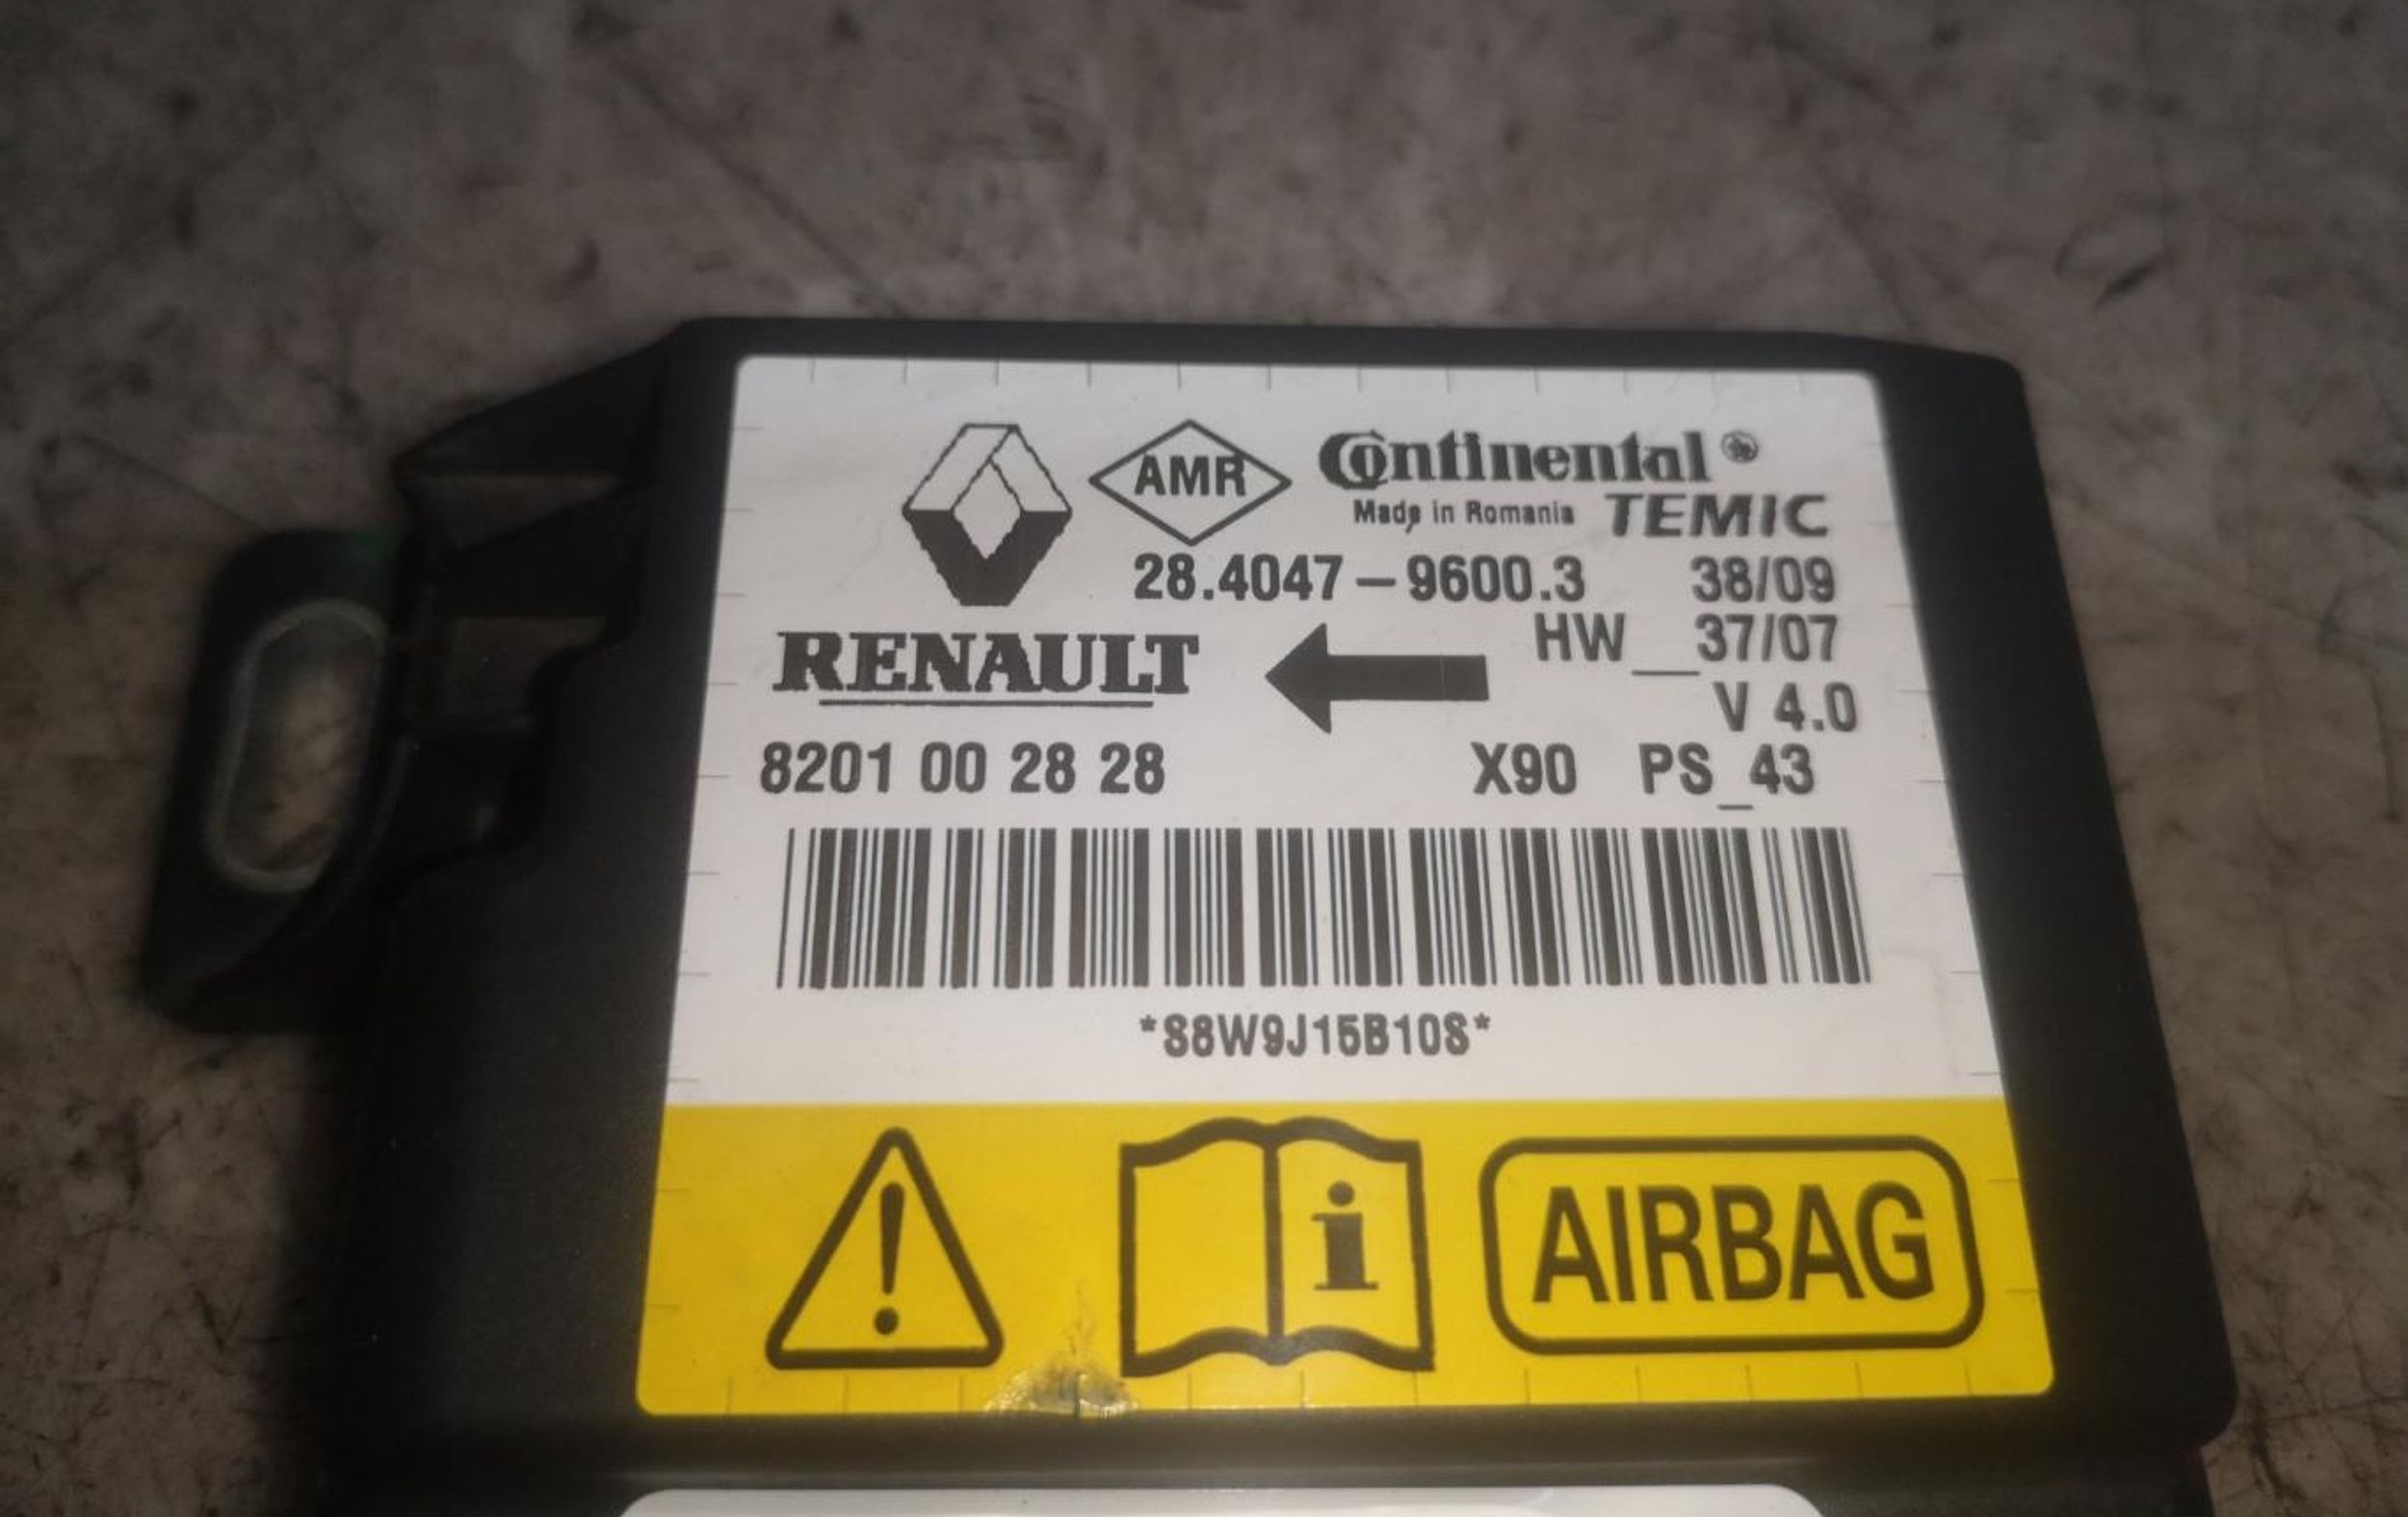 AMR Continental
Made in Romania TEMIC
28.4047-9600.3 38/09
HW__37/07
RENAULT
V 4.0
8201 00 28 28 X90 PS_43
*S8W9J15B10S*
! i AIRBAG